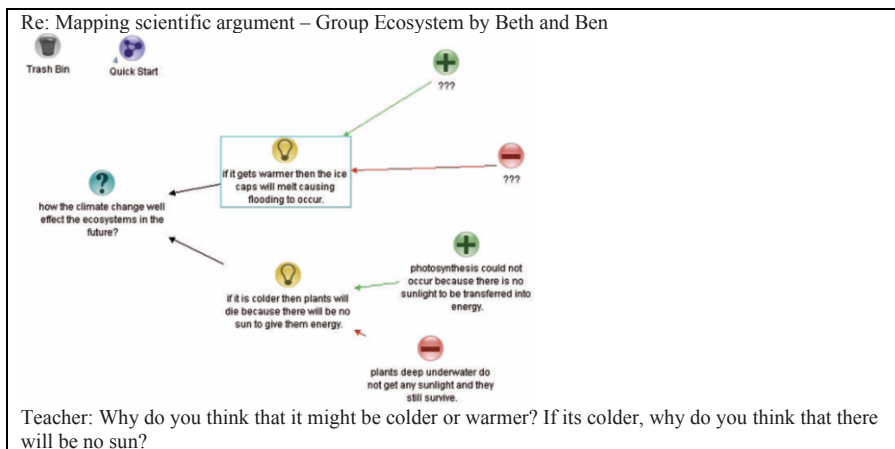 Re: Mapping scientific argument – Group Ecosystem by Beth and Ben
Trash Bin
4
Quick Start
???
if it gets warmer then the ice
caps will melt causing
flooding to occur.
???
how the climate change well
effect the ecosystems in the
future?
photosynthesis could not
occur because there is no
sunlight to be transferred into
energy.
if it is colder then plants will
die because there will be no
sun to give them energy.
plants deep underwater do
not get any sunlight and they
still survive.
Teacher: Why do you think that it might be colder or warmer? If its colder, why do you think that there
will be no sun?